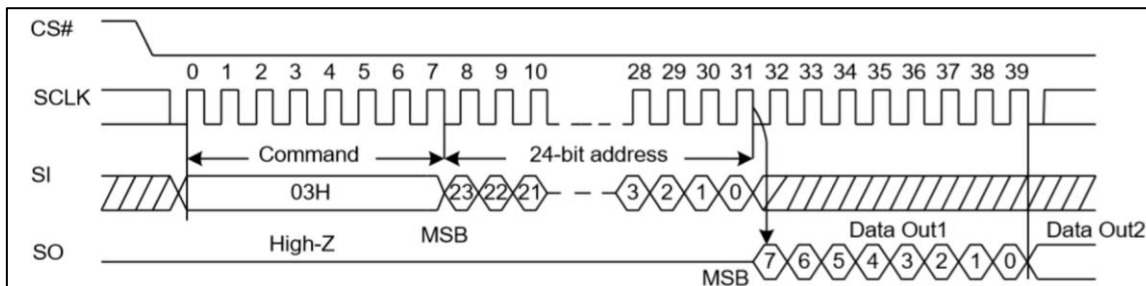 CS#
0 1 2 3 4 5 6 7 8 9 10 28 29 30 31 32 33 34 35 36 37 38 39
SCLK
Command 24-bit address
SI 03H 23 22 21 3 2 1 0
High-Z MSB Data Out1 Data Out2
SO MSB 7 6 5 4 3 2 1 0